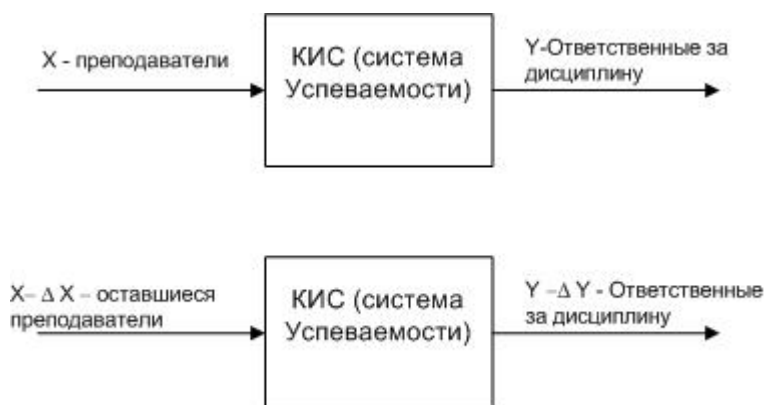 X - преподаватели
КИС (система
Успеваемости)
Y-Ответственные за
дисциплину
X– Δ X – оставшиеся
преподаватели
КИС (система
Успеваемости)
Y –Δ Y - Ответственные
за дисциплину